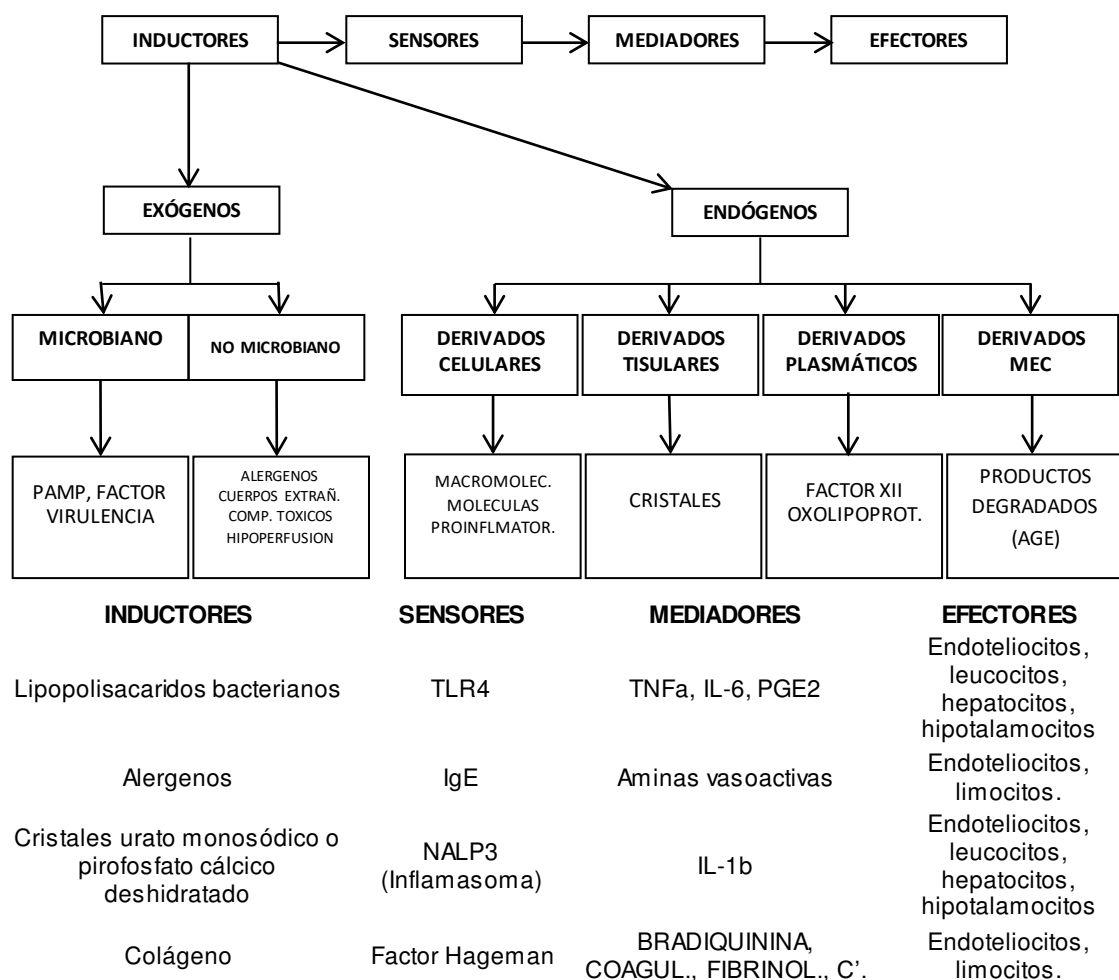 INDUCTORES
SENSORES
MEDIADORES
EFECTORES
EXÓGENOS
ENDÓGENOS
MICROBIANO
NO MICROBIANO
DERIVADOS
CELULARES
DERIVADOS
TISULARES
DERIVADOS
PLASMÁTICOS
DERIVADOS
MEC
PAMP, FACTOR
VIRULENCIA
ALERGENOS
CUERPOS EXTRAÑ.
COMP. TOXICOS
HIPOPERFUSION
MACROMOLEC.
MOLECULAS
PROINFLMATOR.
CRISTALES
FACTOR XII
OXOLIPOPROT.
PRODUCTOS
DEGRADADOS
(AGE)
INDUCTORES
SENSORES
MEDIADORES
EFECTORES
Lipopolisacaridos bacterianos
TLR4
TNFa, IL-6, PGE2
Endoteliocitos,
leucocitos,
hepatocitos,
hipotalamocitos
Alergenos
IgE
Aminas vasoactivas
Endoteliocitos,
limocitos.
Cristales urato monosódico o
pirofosfato cálcico
deshidratado
NALP3
(Inflamasoma)
IL-1b
Endoteliocitos,
leucocitos,
hepatocitos,
hipotalamocitos
Colágeno
Factor Hageman
BRADIQUININA,
COAGUL., FIBRINOL., C'.
Endoteliocitos,
limocitos.